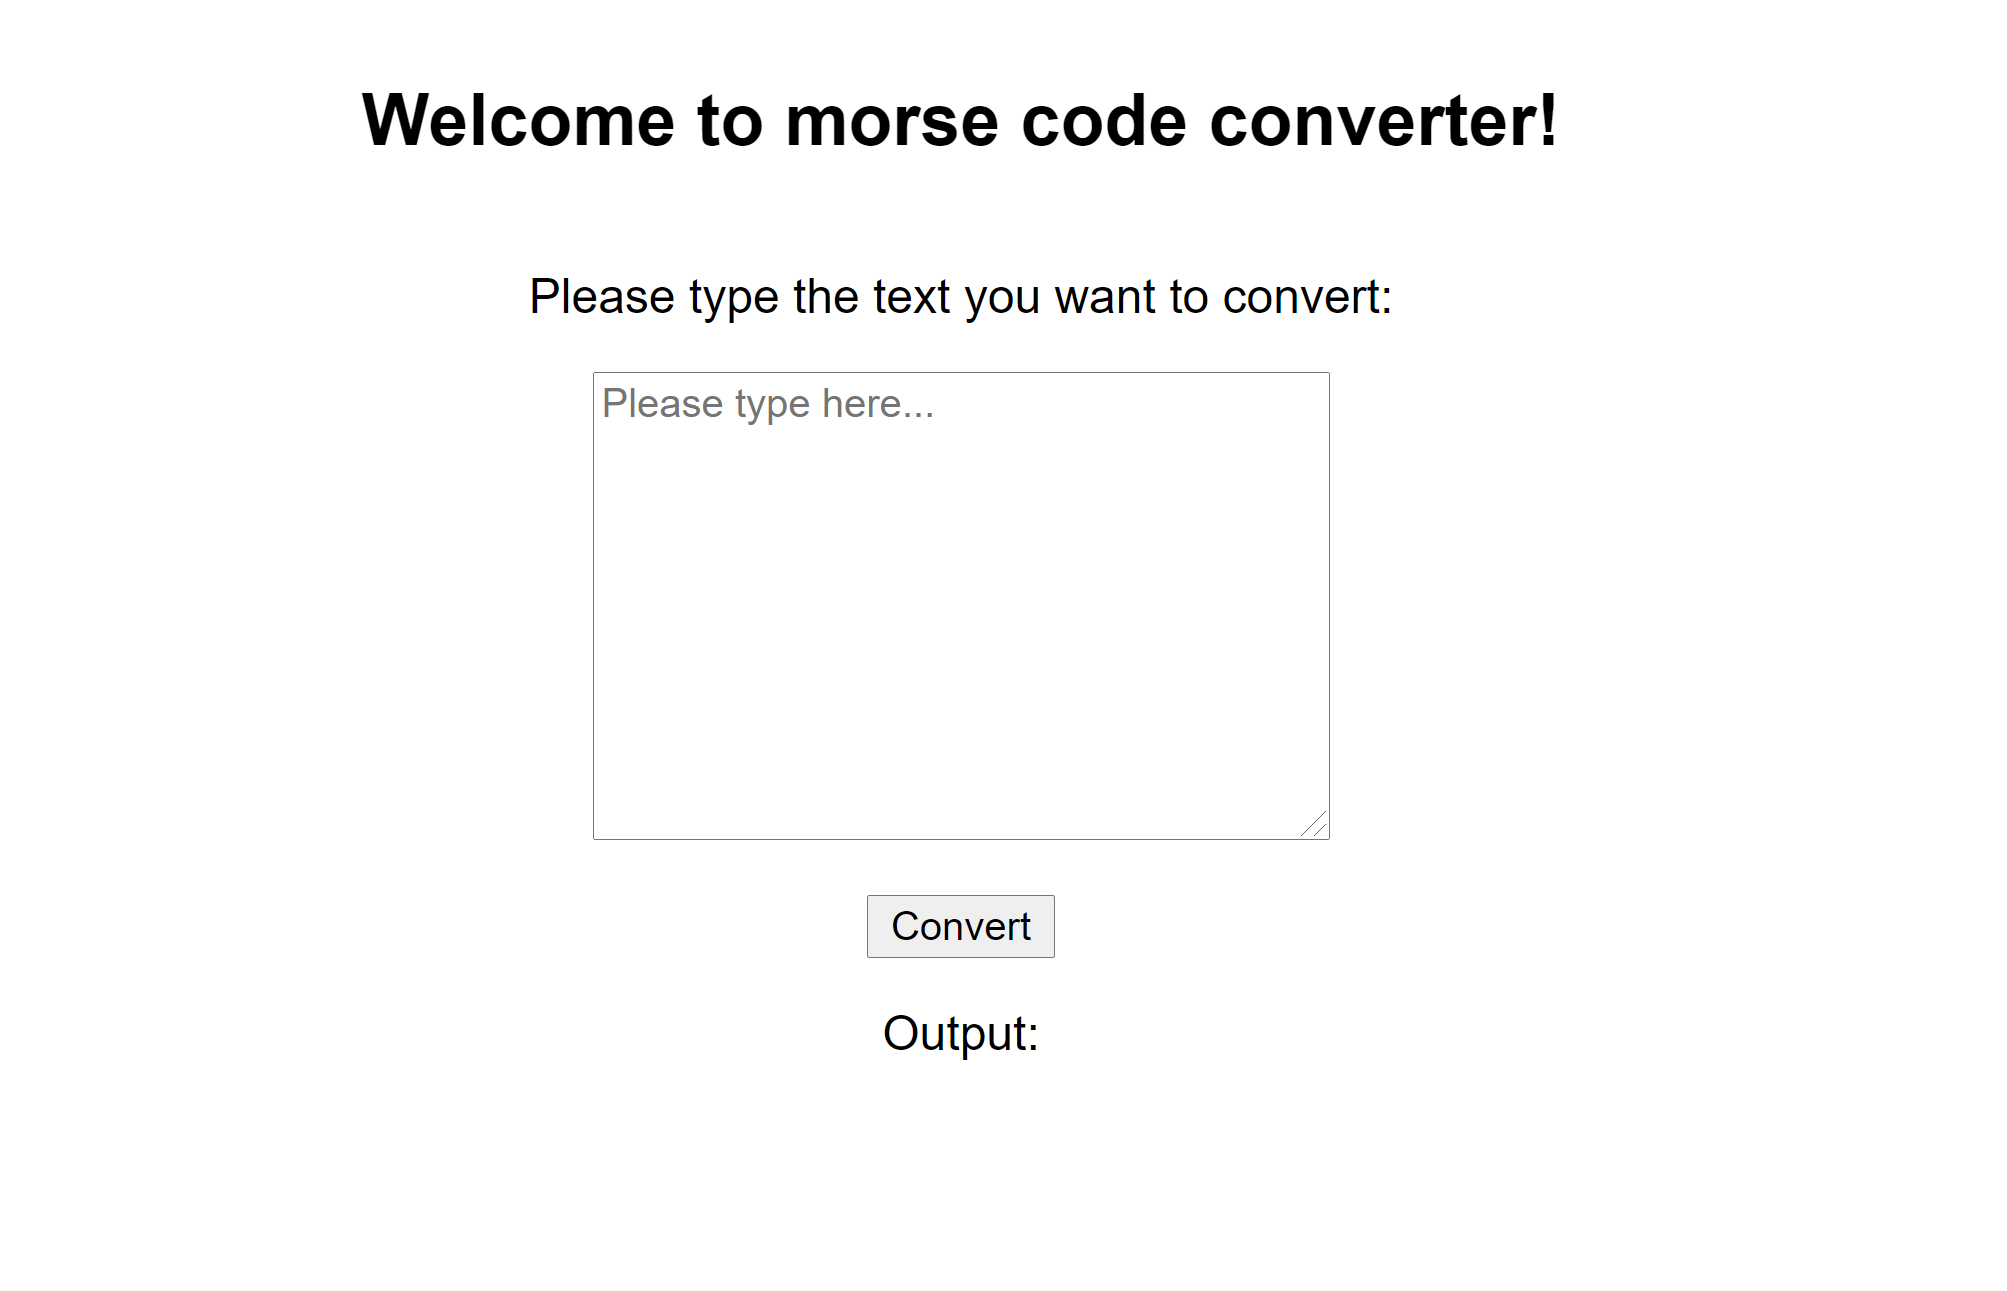 Welcome to morse code converter!
Please type the text you want to convert:
Please type here...
Convert
Output: